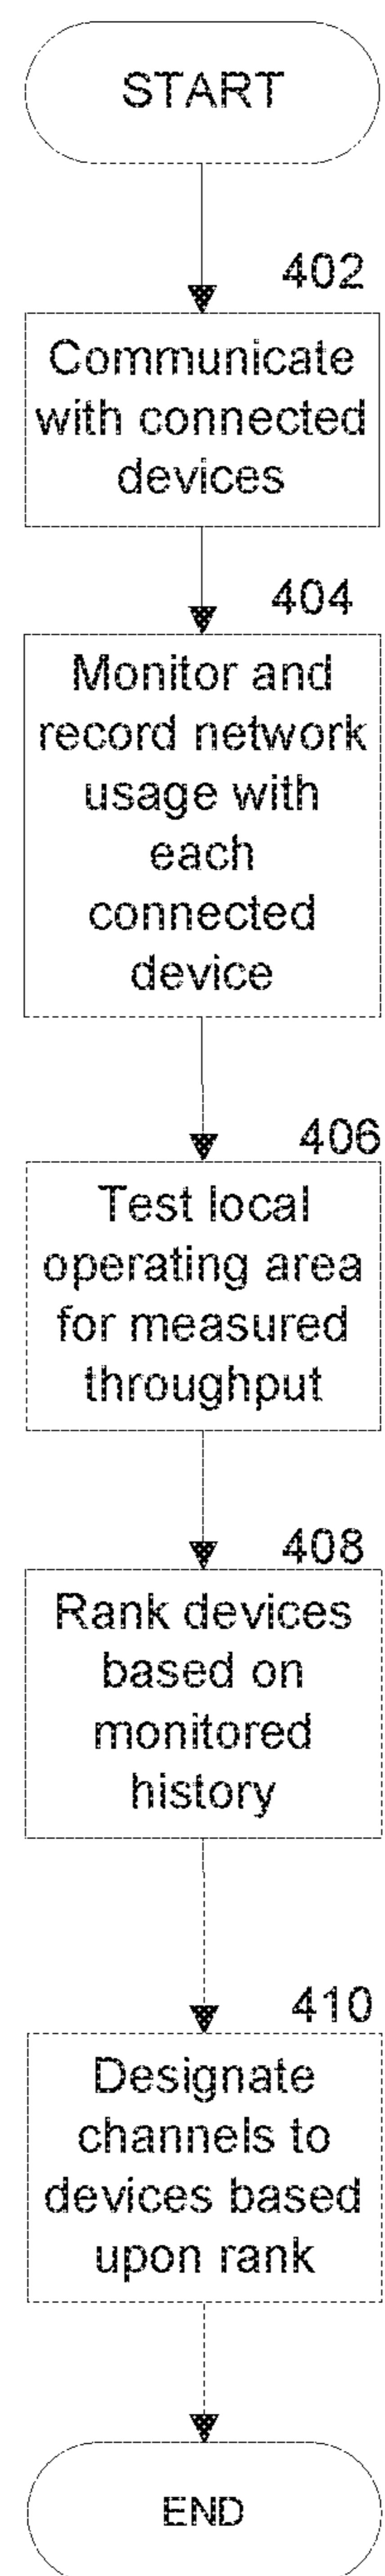 START
402
Communicate
with connected
devices
404
Monitor and
record network
usage with
each
connected
device
406
Test local
operating area
for measured
throughput
408
Rank devices
based on
monitored
history
410
Designate
channels to
devices based
upon rank
END